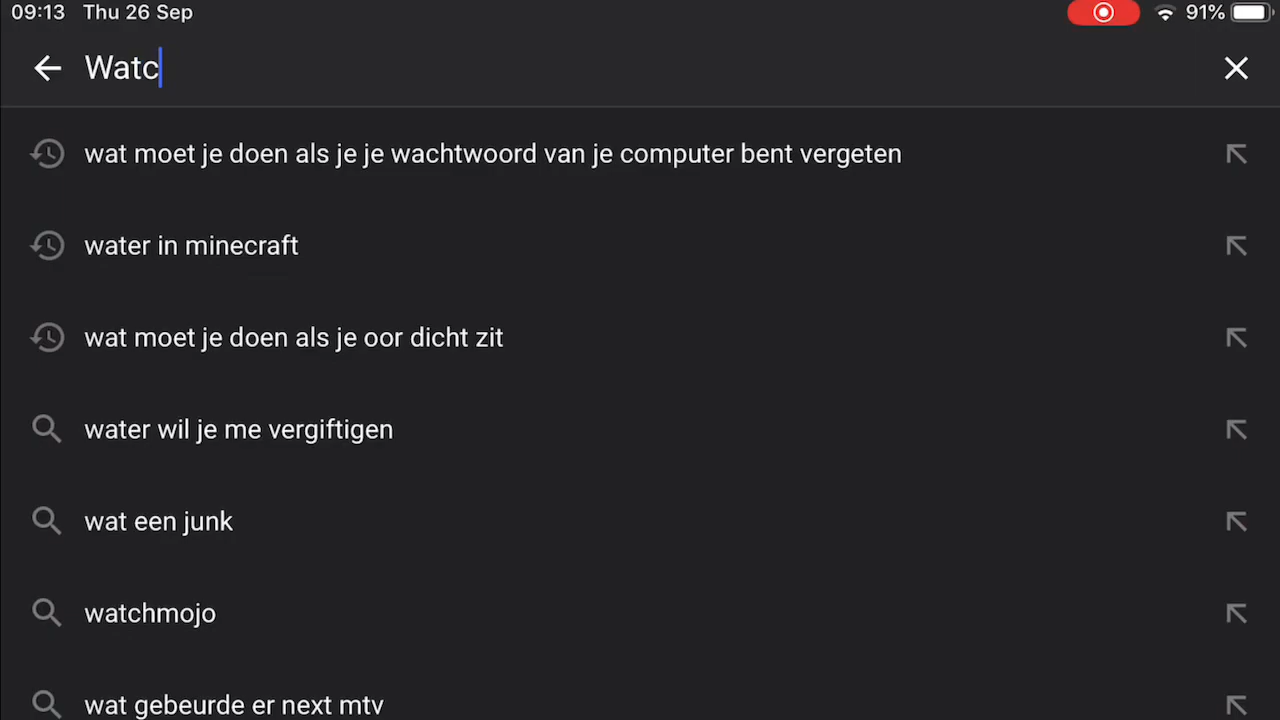 09:13 Thu 26 Sep 91%
Watc
wat moet je doen als je je wachtwoord van je computer bent vergeten
water in minecraft
wat moet je doen als je oor dicht zit
water wil je me vergiftigen
wat een junk
watchmojo
wat gebeurde er next mtv